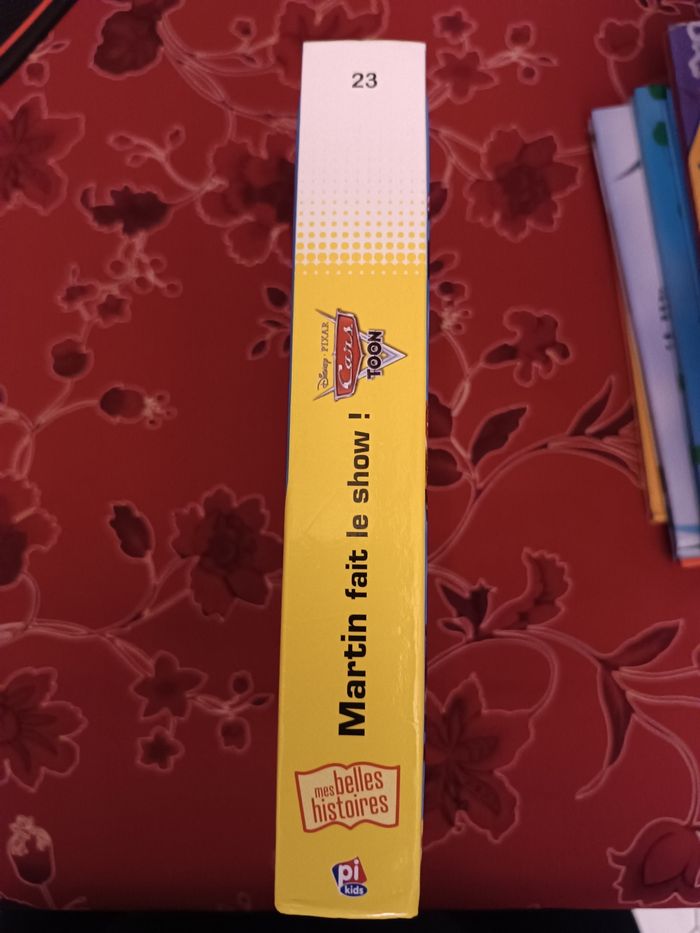 23
Disney · PIXAR
Cars
TOON
Martin fait le show !
mes belles
histoires
pi
kids